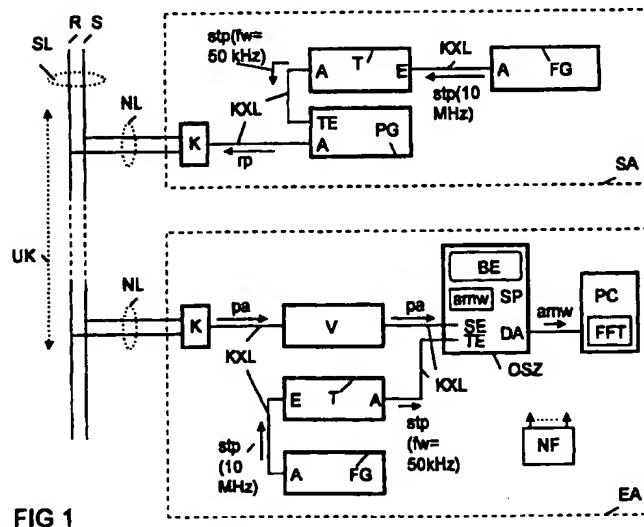 R S
SL
NL
UK
NL
stp(fw=
50 kHz)
A
T
E
KXL
A
FG
stp(10
MHz)
KXL
TE
A
PG
K
rp
SA
K
pa
KXL
V
pa
KXL
BE
amw
SP
SE
TE
DA
OSZ
amw
PC
FFT
E
T
A
stp
(fw=
50kHz)
stp
(10
MHz)
A
FG
NF
EA
FIG 1